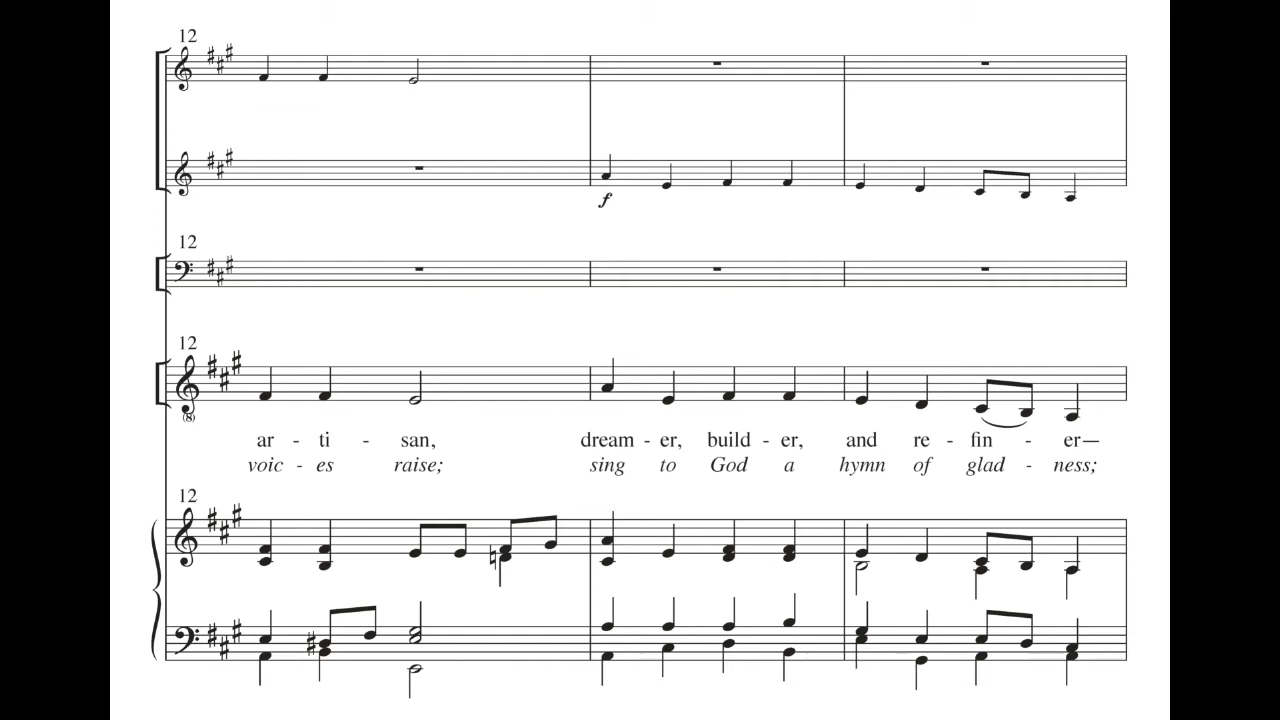 12
f
12
12
ar - ti - san, dream - er, build - er, and re - fin - er—
voic - es raise; sing to God a hymn of glad - ness;
12